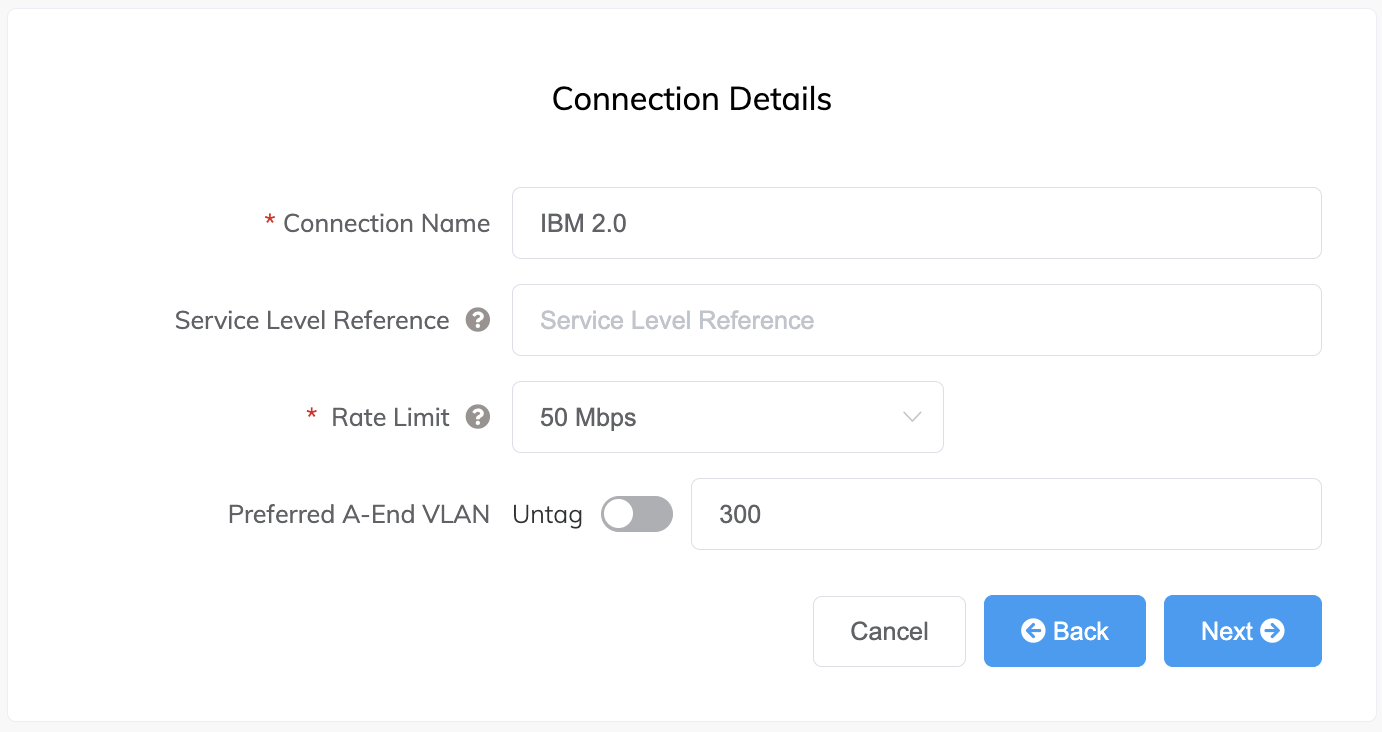 Connection Details
* Connection Name IBM 2.0
Service Level Reference ? Service Level Reference
* Rate Limit ? 50 Mbps
Preferred A-End VLAN Untag 300
Cancel Back Next